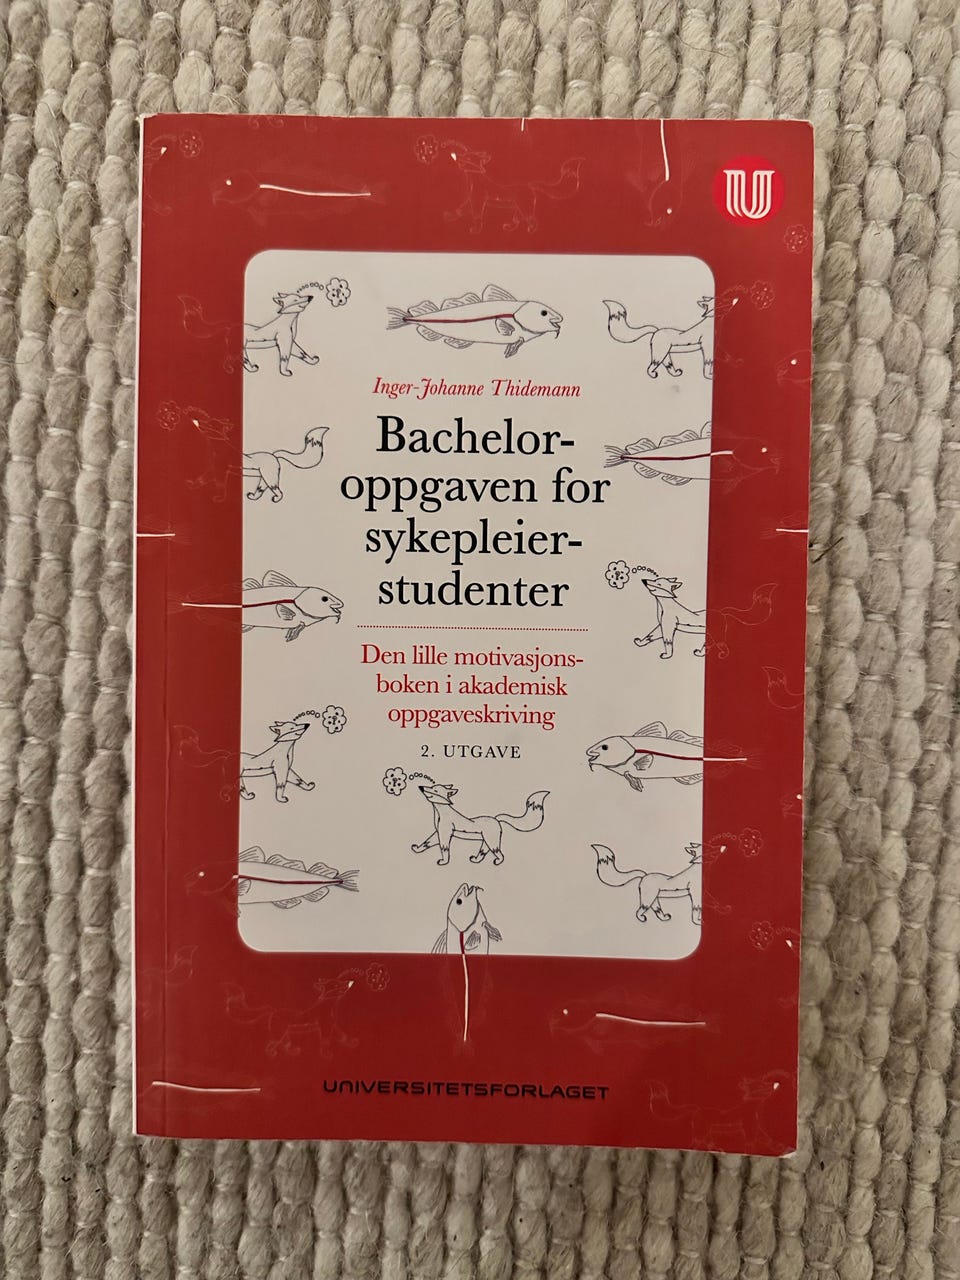 U
Inger-Johanne Thidemann
Bachelor-
oppgaven for
sykepleier-
studenter
Den lille motivasjons-
boken i akademisk
oppgaveskriving
2. UTGAVE
UNIVERSITETSFORLAGET